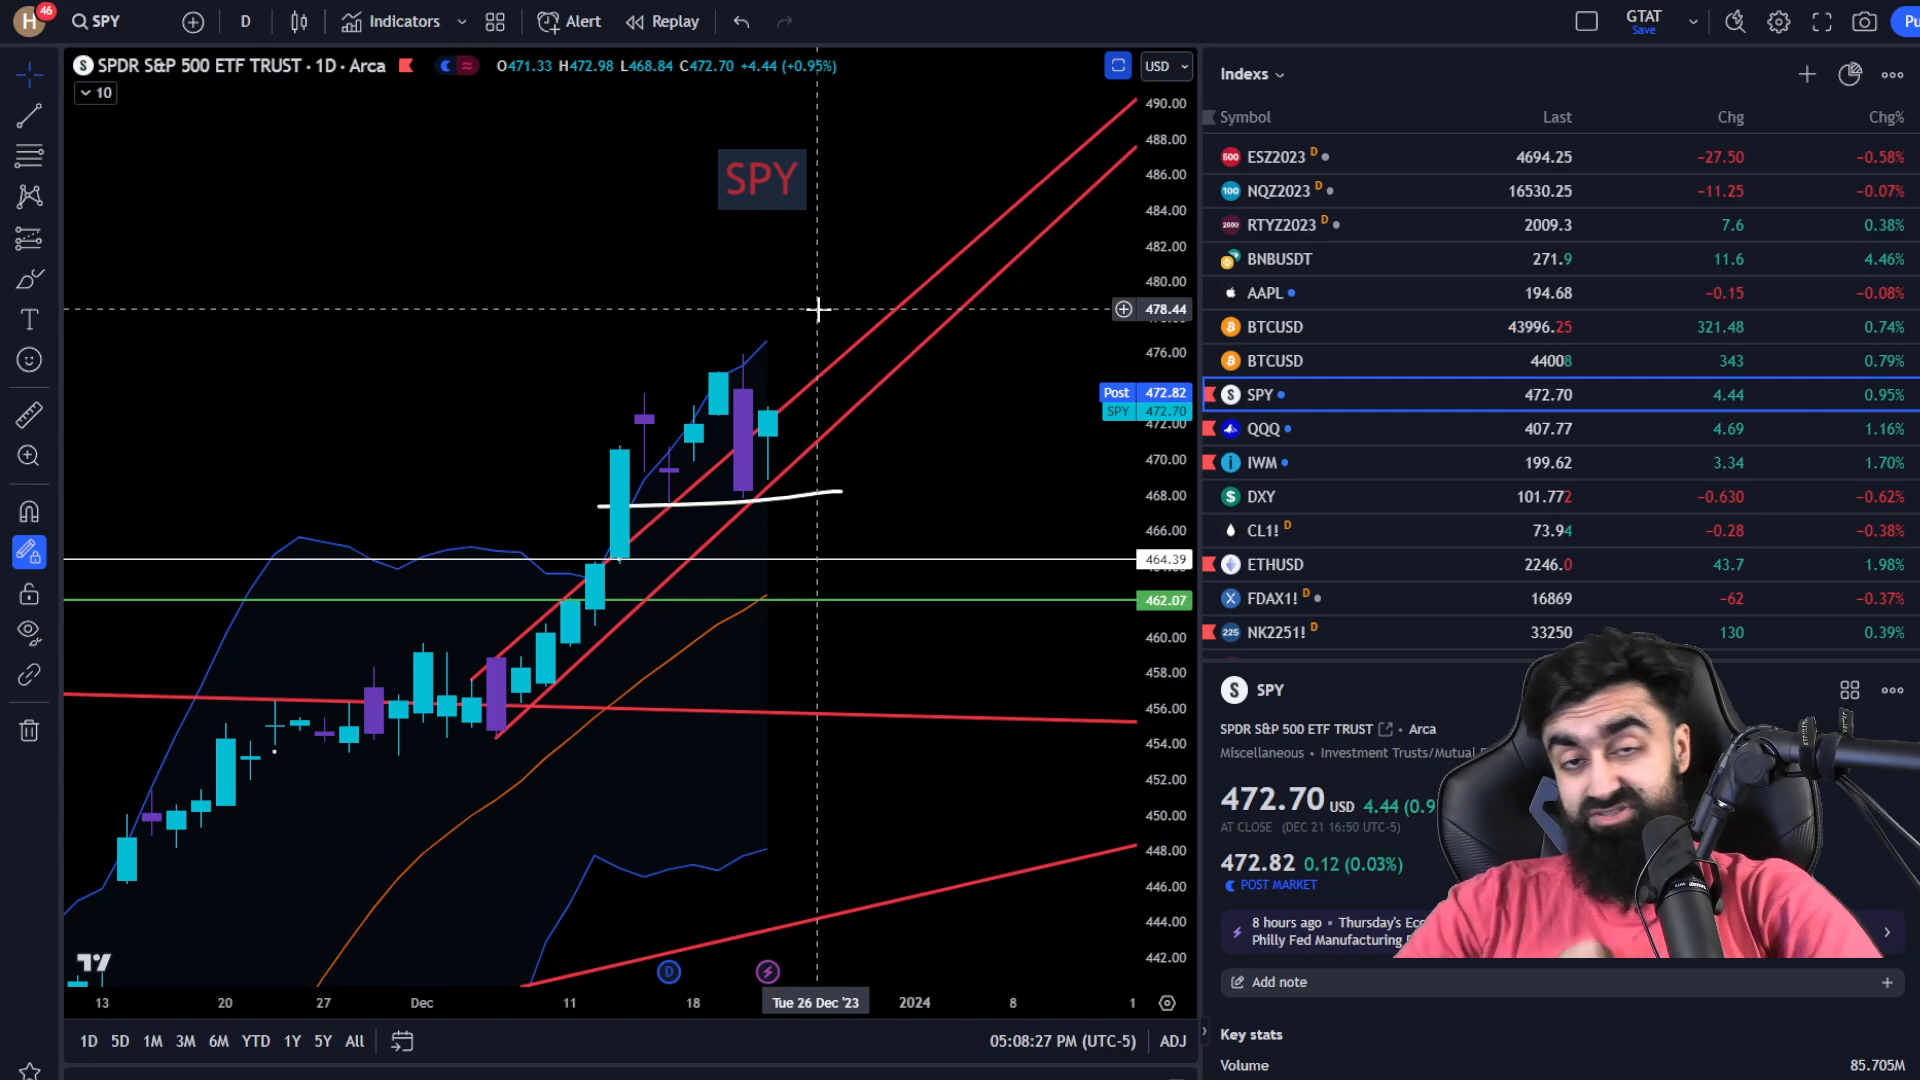 H
46
SPY
D
Indicators
Alert
Replay
GTAT
Save
Pu
S
SPDR S&P 500 ETF TRUST · 1D · Arca
O471.33 H472.98 L468.84 C472.70 +4.44 (+0.95%)
USD
10
SPY
490.00
488.00
486.00
484.00
482.00
480.00
478.44
476.00
Post 472.82
SPY 472.70
472.00
470.00
468.00
466.00
464.39
462.07
460.00
458.00
456.00
454.00
452.00
450.00
448.00
446.00
444.00
442.00
D
13 20 27 Dec 11 18 Tue 26 Dec '23 2024 8 1
1D 5D 1M 3M 6M YTD 1Y 5Y All
05:08:27 PM (UTC-5) ADJ
Indexs
Symbol Last Chg Chg%
500 ESZ2023 D 4694.25 −27.50 −0.58%
100 NQZ2023 D 16530.25 −11.25 −0.07%
2000 RTYZ2023 D 2009.3 7.6 0.38%
BNBUSDT 271.9 11.6 4.46%
AAPL 194.68 −0.15 −0.08%
BTCUSD 43996.25 321.48 0.74%
BTCUSD 44008 343 0.79%
S SPY 472.70 4.44 0.95%
QQQ 407.77 4.69 1.16%
IWM 199.62 3.34 1.70%
DXY 101.772 −0.630 −0.62%
CL1! D 73.94 −0.28 −0.38%
ETHUSD 2246.0 43.7 1.98%
FDAX1! D 16869 −62 −0.37%
225 NK2251! D 33250 130 0.39%
S SPY
SPDR S&P 500 ETF TRUST • Arca
Miscellaneous • Investment Trusts/Mutual
472.70 USD 4.44 (0.9
AT CLOSE (DEC 21 16:50 UTC-5)
472.82 0.12 (0.03%)
POST MARKET
8 hours ago • Thursday's Ec
Philly Fed Manufacturing
Add note
Key stats
Volume 85.705M